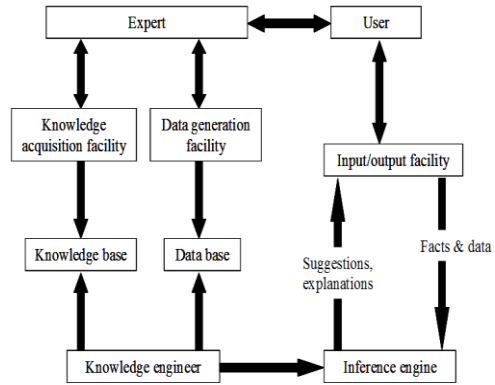 Expert
User
Knowledge
acquisition facility
Data generation
facility
Input/output facility
Knowledge base
Data base
Suggestions,
explanations
Facts & data
Knowledge engineer
Inference engine